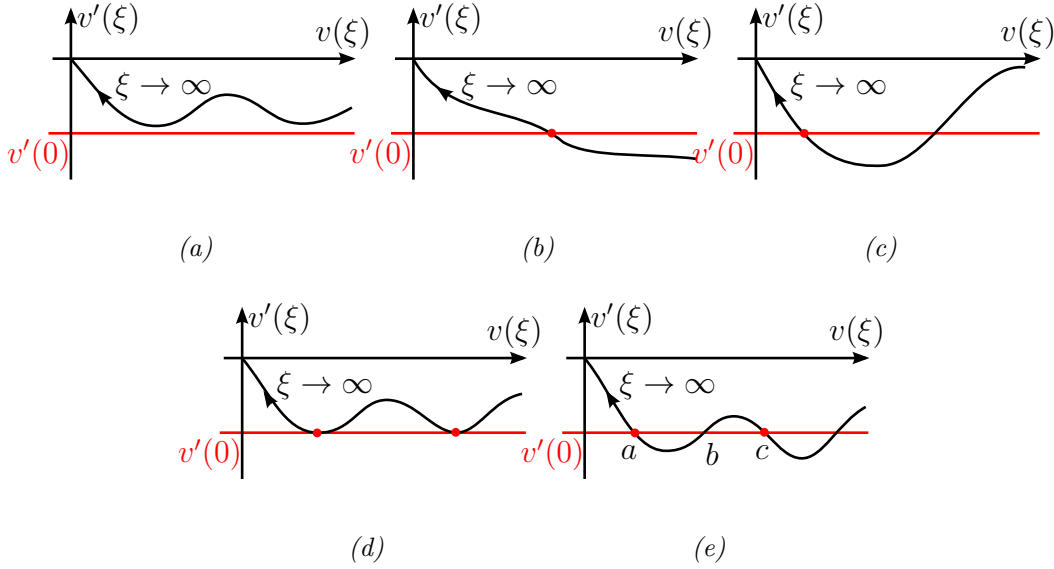 v′(ξ)
v(ξ)
ξ → ∞
v′(0)
(a)
v′(ξ)
v(ξ)
ξ → ∞
v′(0)
(b)
v′(ξ)
v(ξ)
ξ → ∞
v′(0)
(c)
v′(ξ)
v(ξ)
ξ → ∞
v′(0)
(d)
v′(ξ)
v(ξ)
ξ → ∞
v′(0)
a b c
(e)